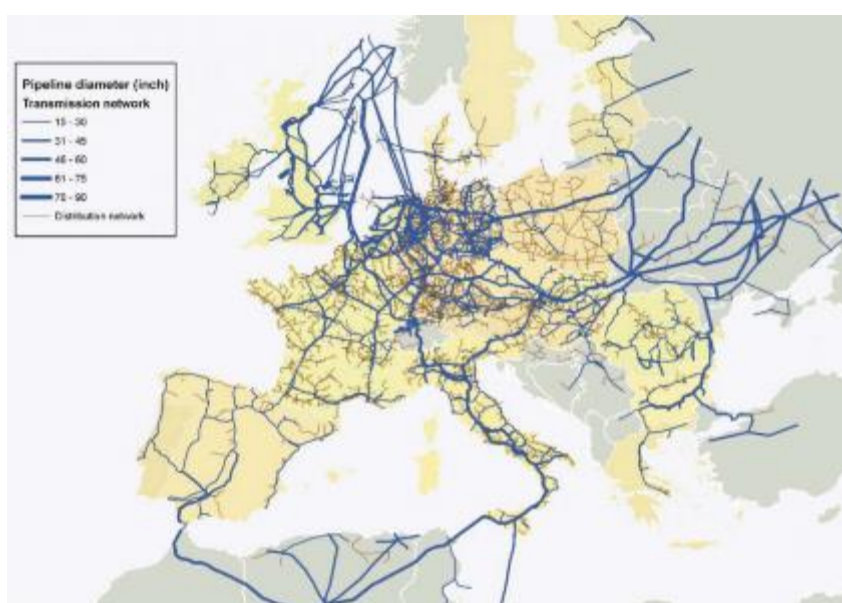 Pipeline diameter (inch)
Transmission network
15 - 30
31 - 45
46 - 60
61 - 75
76 - 90
Distribution network